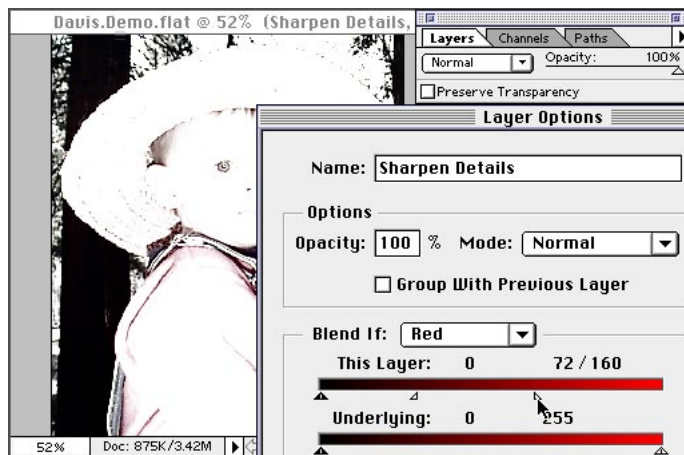 Davis.Demo.flat @ 52% (Sharpen Details,
Layers Channels Paths
Normal Opacity: 100%
Preserve Transparency
Layer Options
Name: Sharpen Details
Options
Opacity: 100 % Mode: Normal
Group With Previous Layer
Blend If: Red
This Layer: 0 72 / 160
Underlying: 0 255
52% Doc: 875K/3.42M